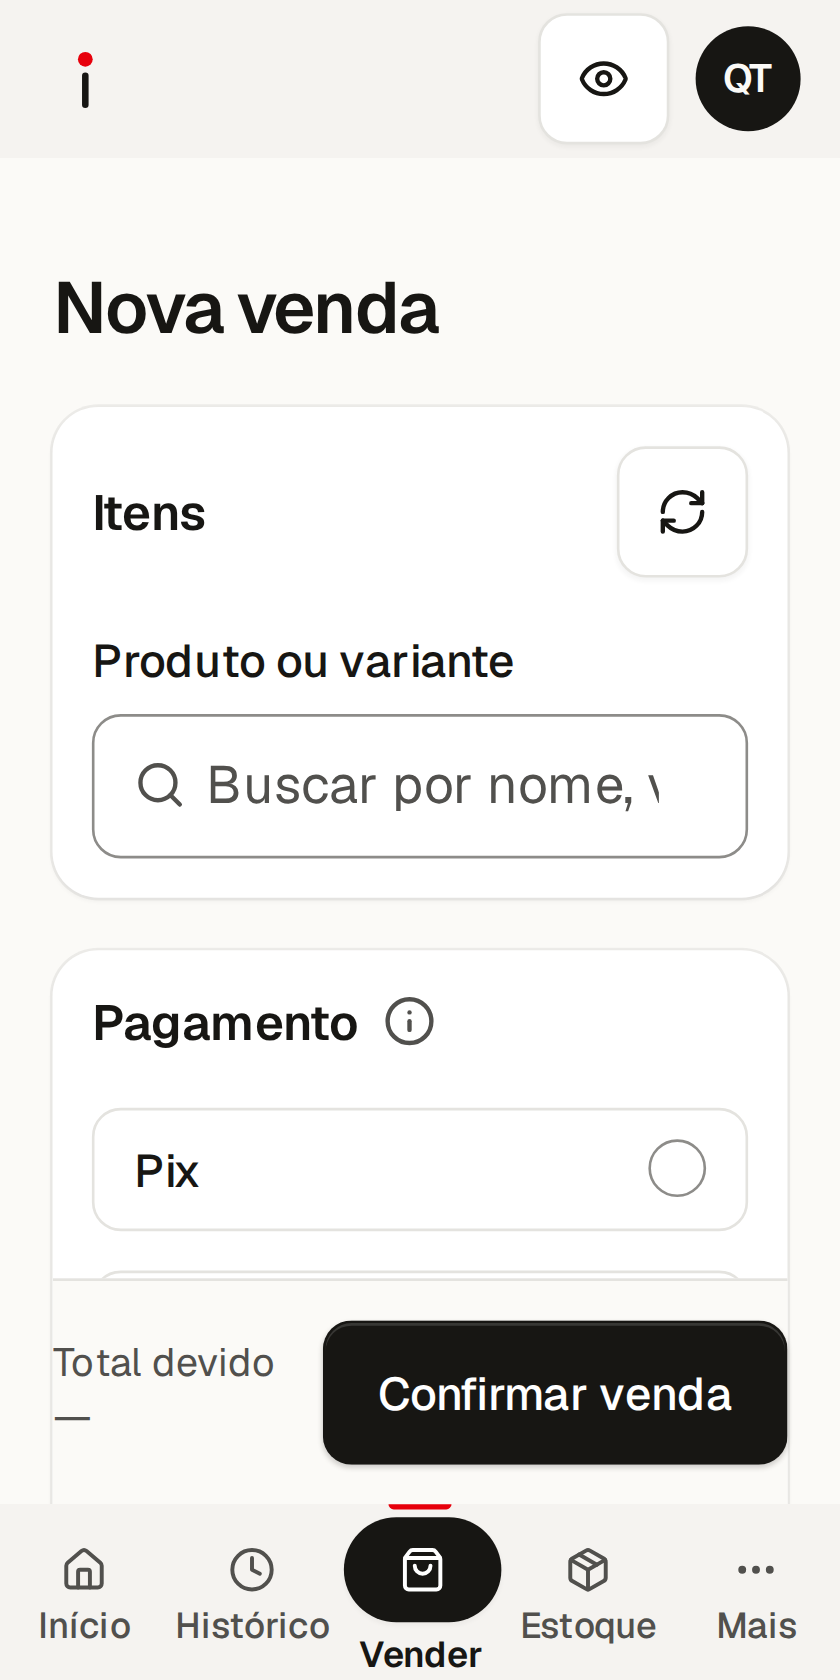 QT
Nova venda
Itens
Produto ou variante
Buscar por nome,
Pagamento
Pix
Total devido
—
Confirmar venda
Início
Histórico
Vender
Estoque
Mais